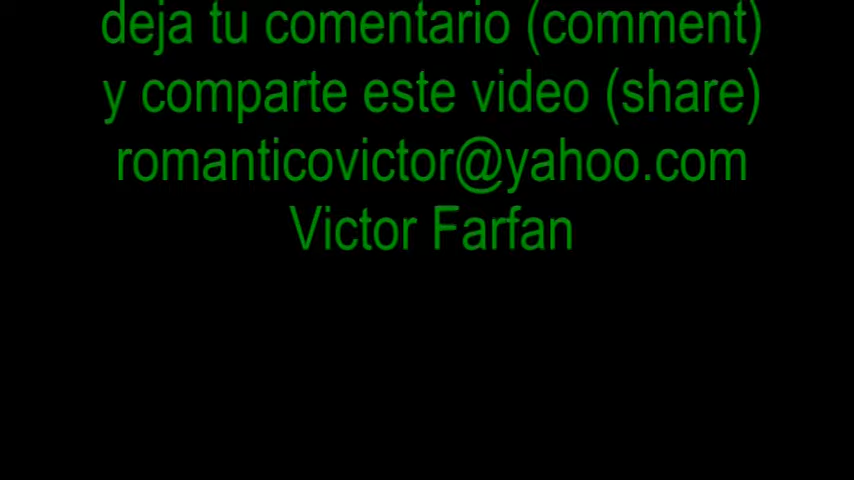 deja tu comentario (comment)
y comparte este video (share)
romanticovictor@yahoo.com
Victor Farfan